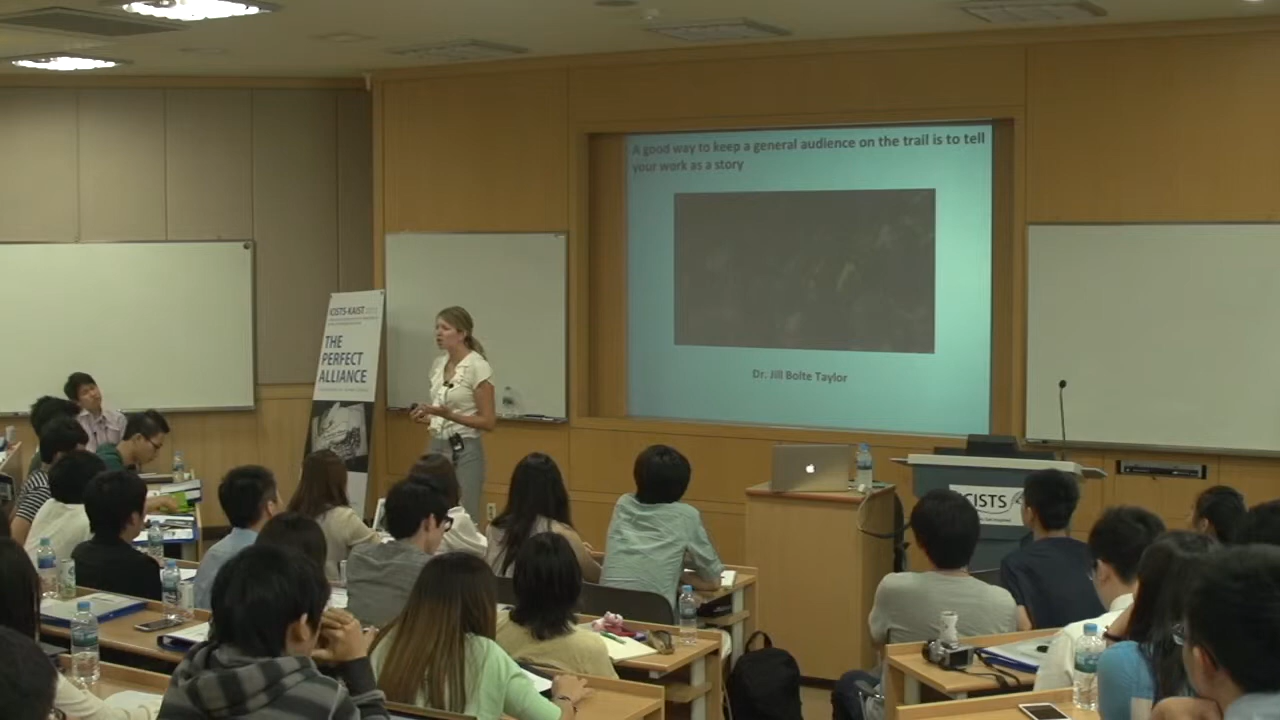 A good way to keep a general audience on the trail is to tell
your work as a story
Dr. Jill Bolte Taylor
ICISTS-KAIST
THE
PERFECT
ALLIANCE
ICISTS